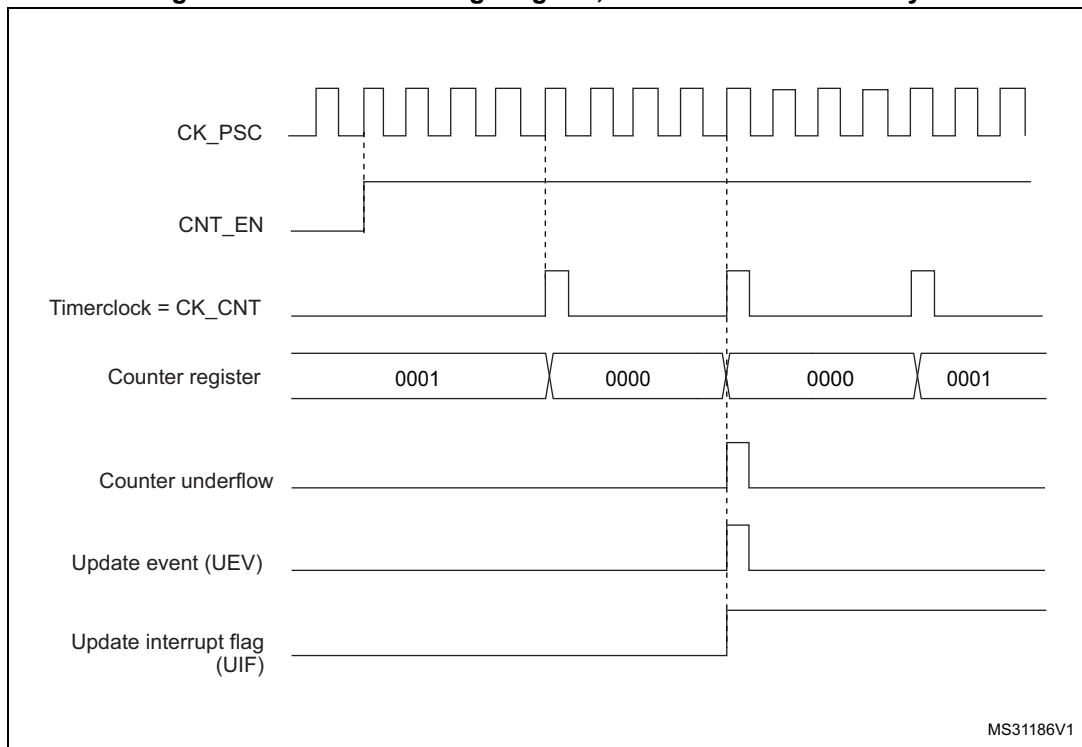 CK_PSC
CNT_EN
Timerclock = CK_CNT
Counter register
0001
0000
0000
0001
Counter underflow
Update event (UEV)
Update interrupt flag
(UIF)
MS31186V1